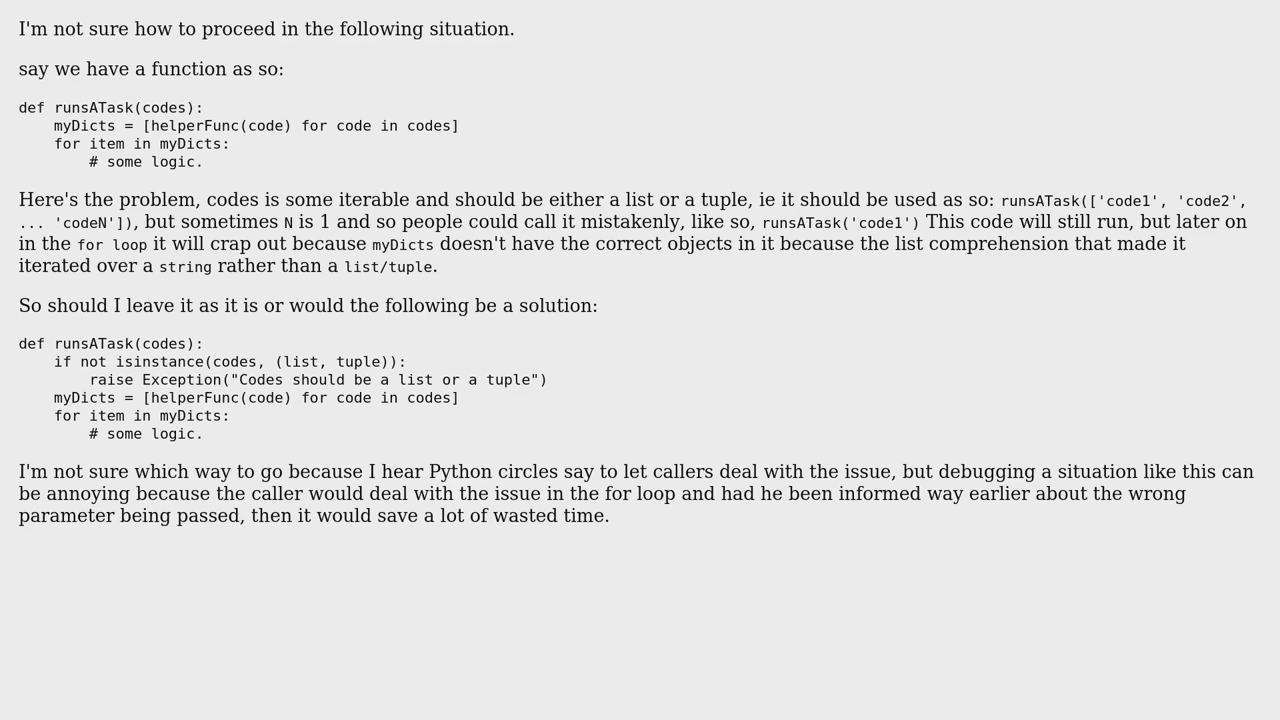 I'm not sure how to proceed in the following situation.
say we have a function as so:
def runsATask(codes):
    myDicts = [helperFunc(code) for code in codes]
    for item in myDicts:
        # some logic.
Here's the problem, codes is some iterable and should be either a list or a tuple, ie it should be used as so: runsATask(['code1', 'code2',
... 'codeN']), but sometimes N is 1 and so people could call it mistakenly, like so, runsATask('code1') This code will still run, but later on
in the for loop it will crap out because myDicts doesn't have the correct objects in it because the list comprehension that made it
iterated over a string rather than a list/tuple.
So should I leave it as it is or would the following be a solution:
def runsATask(codes):
    if not isinstance(codes, (list, tuple)):
        raise Exception("Codes should be a list or a tuple")
    myDicts = [helperFunc(code) for code in codes]
    for item in myDicts:
        # some logic.
I'm not sure which way to go because I hear Python circles say to let callers deal with the issue, but debugging a situation like this can
be annoying because the caller would deal with the issue in the for loop and had he been informed way earlier about the wrong
parameter being passed, then it would save a lot of wasted time.